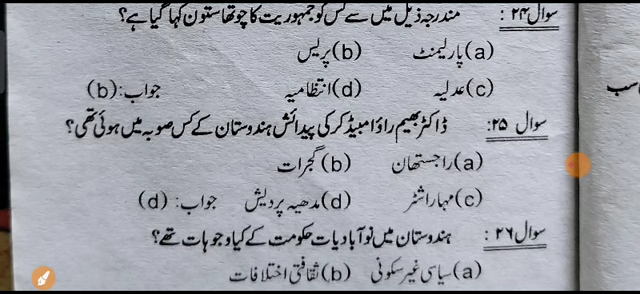 سوال ۲۴: مندرجہ ذیل میں سے کس کو جمہوریت کا چوتھا ستون کہا گیا ہے؟
(a) پارلیمنٹ (b) پریس
(c) عدلیہ (d) انتظامیہ جواب: (b)
سوال ۲۵: ڈاکٹر بھیم راؤ امبیڈکر کی پیدائش ہندوستان کے کس صوبہ میں ہوئی تھی؟
(a) راجستھان (b) گجرات
(c) مہاراشٹر (d) مدھیہ پردیش جواب: (d)
سوال ۲۶: ہندوستان میں نوآبادیات حکومت کے کیا وجوہات تھے؟
(a) سیاسی غیر سکونی (b) ثقافتی اختلافات
سب